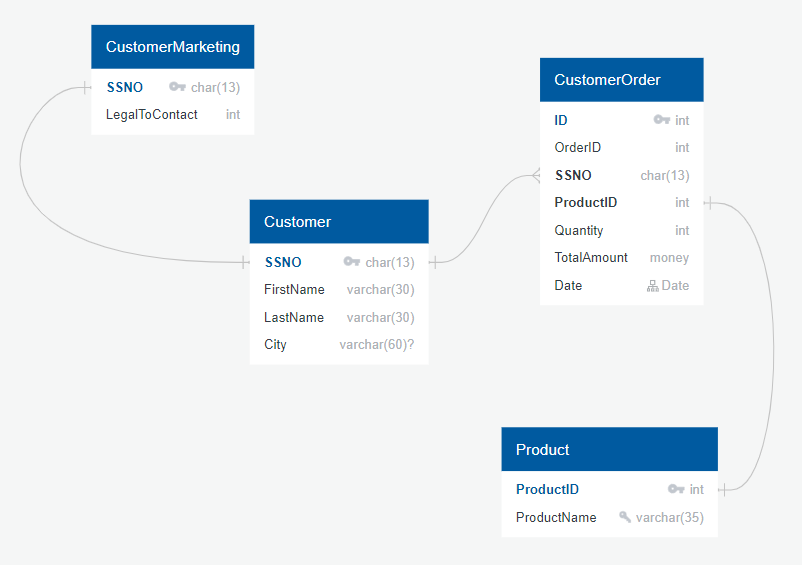 CustomerMarketing
SSNO char(13)
LegalToContact int
CustomerOrder
ID int
OrderID int
SSNO char(13)
ProductID int
Quantity int
TotalAmount money
Date Date
Customer
SSNO char(13)
FirstName varchar(30)
LastName varchar(30)
City varchar(60)?
Product
ProductID int
ProductName varchar(35)